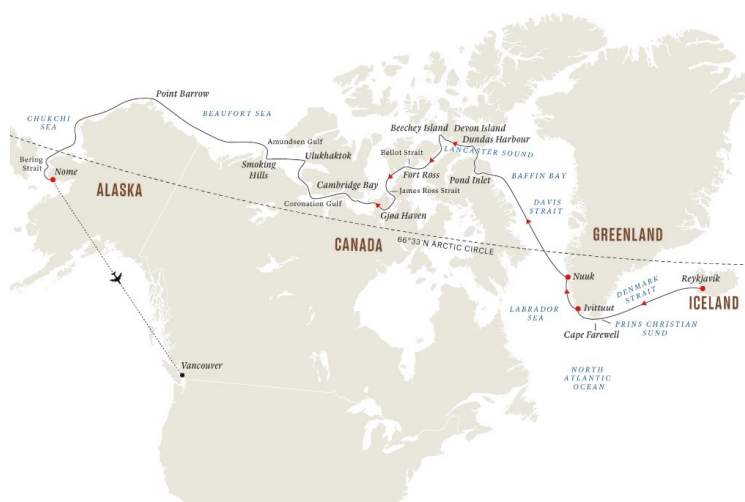 Point Barrow
CHUKCHI
SEA
BEAUFORT SEA
Beechey Island
Devon Island
Dundas Harbour
Amundsen Gulf
Bering
Strait
Nome
Ulukhaktok
Bellot Strait
LANCASTER SOUND
Smoking
Hills
Fort Ross
BAFFIN BAY
Pond Inlet
ALASKA
Cambridge Bay
James Ross Strait
DAVIS
STRAIT
Coronation Gulf
Gjøa Haven
GREENLAND
CANADA
66°33'N ARCTIC CIRCLE
Nuuk
Reykjavík
DENMARK
STRAIT
ICELAND
LABRADOR
SEA
Ivittuut
PRINS CHRISTIAN
SUND
Cape Farewell
Vancouver
NORTH
ATLANTIC
OCEAN